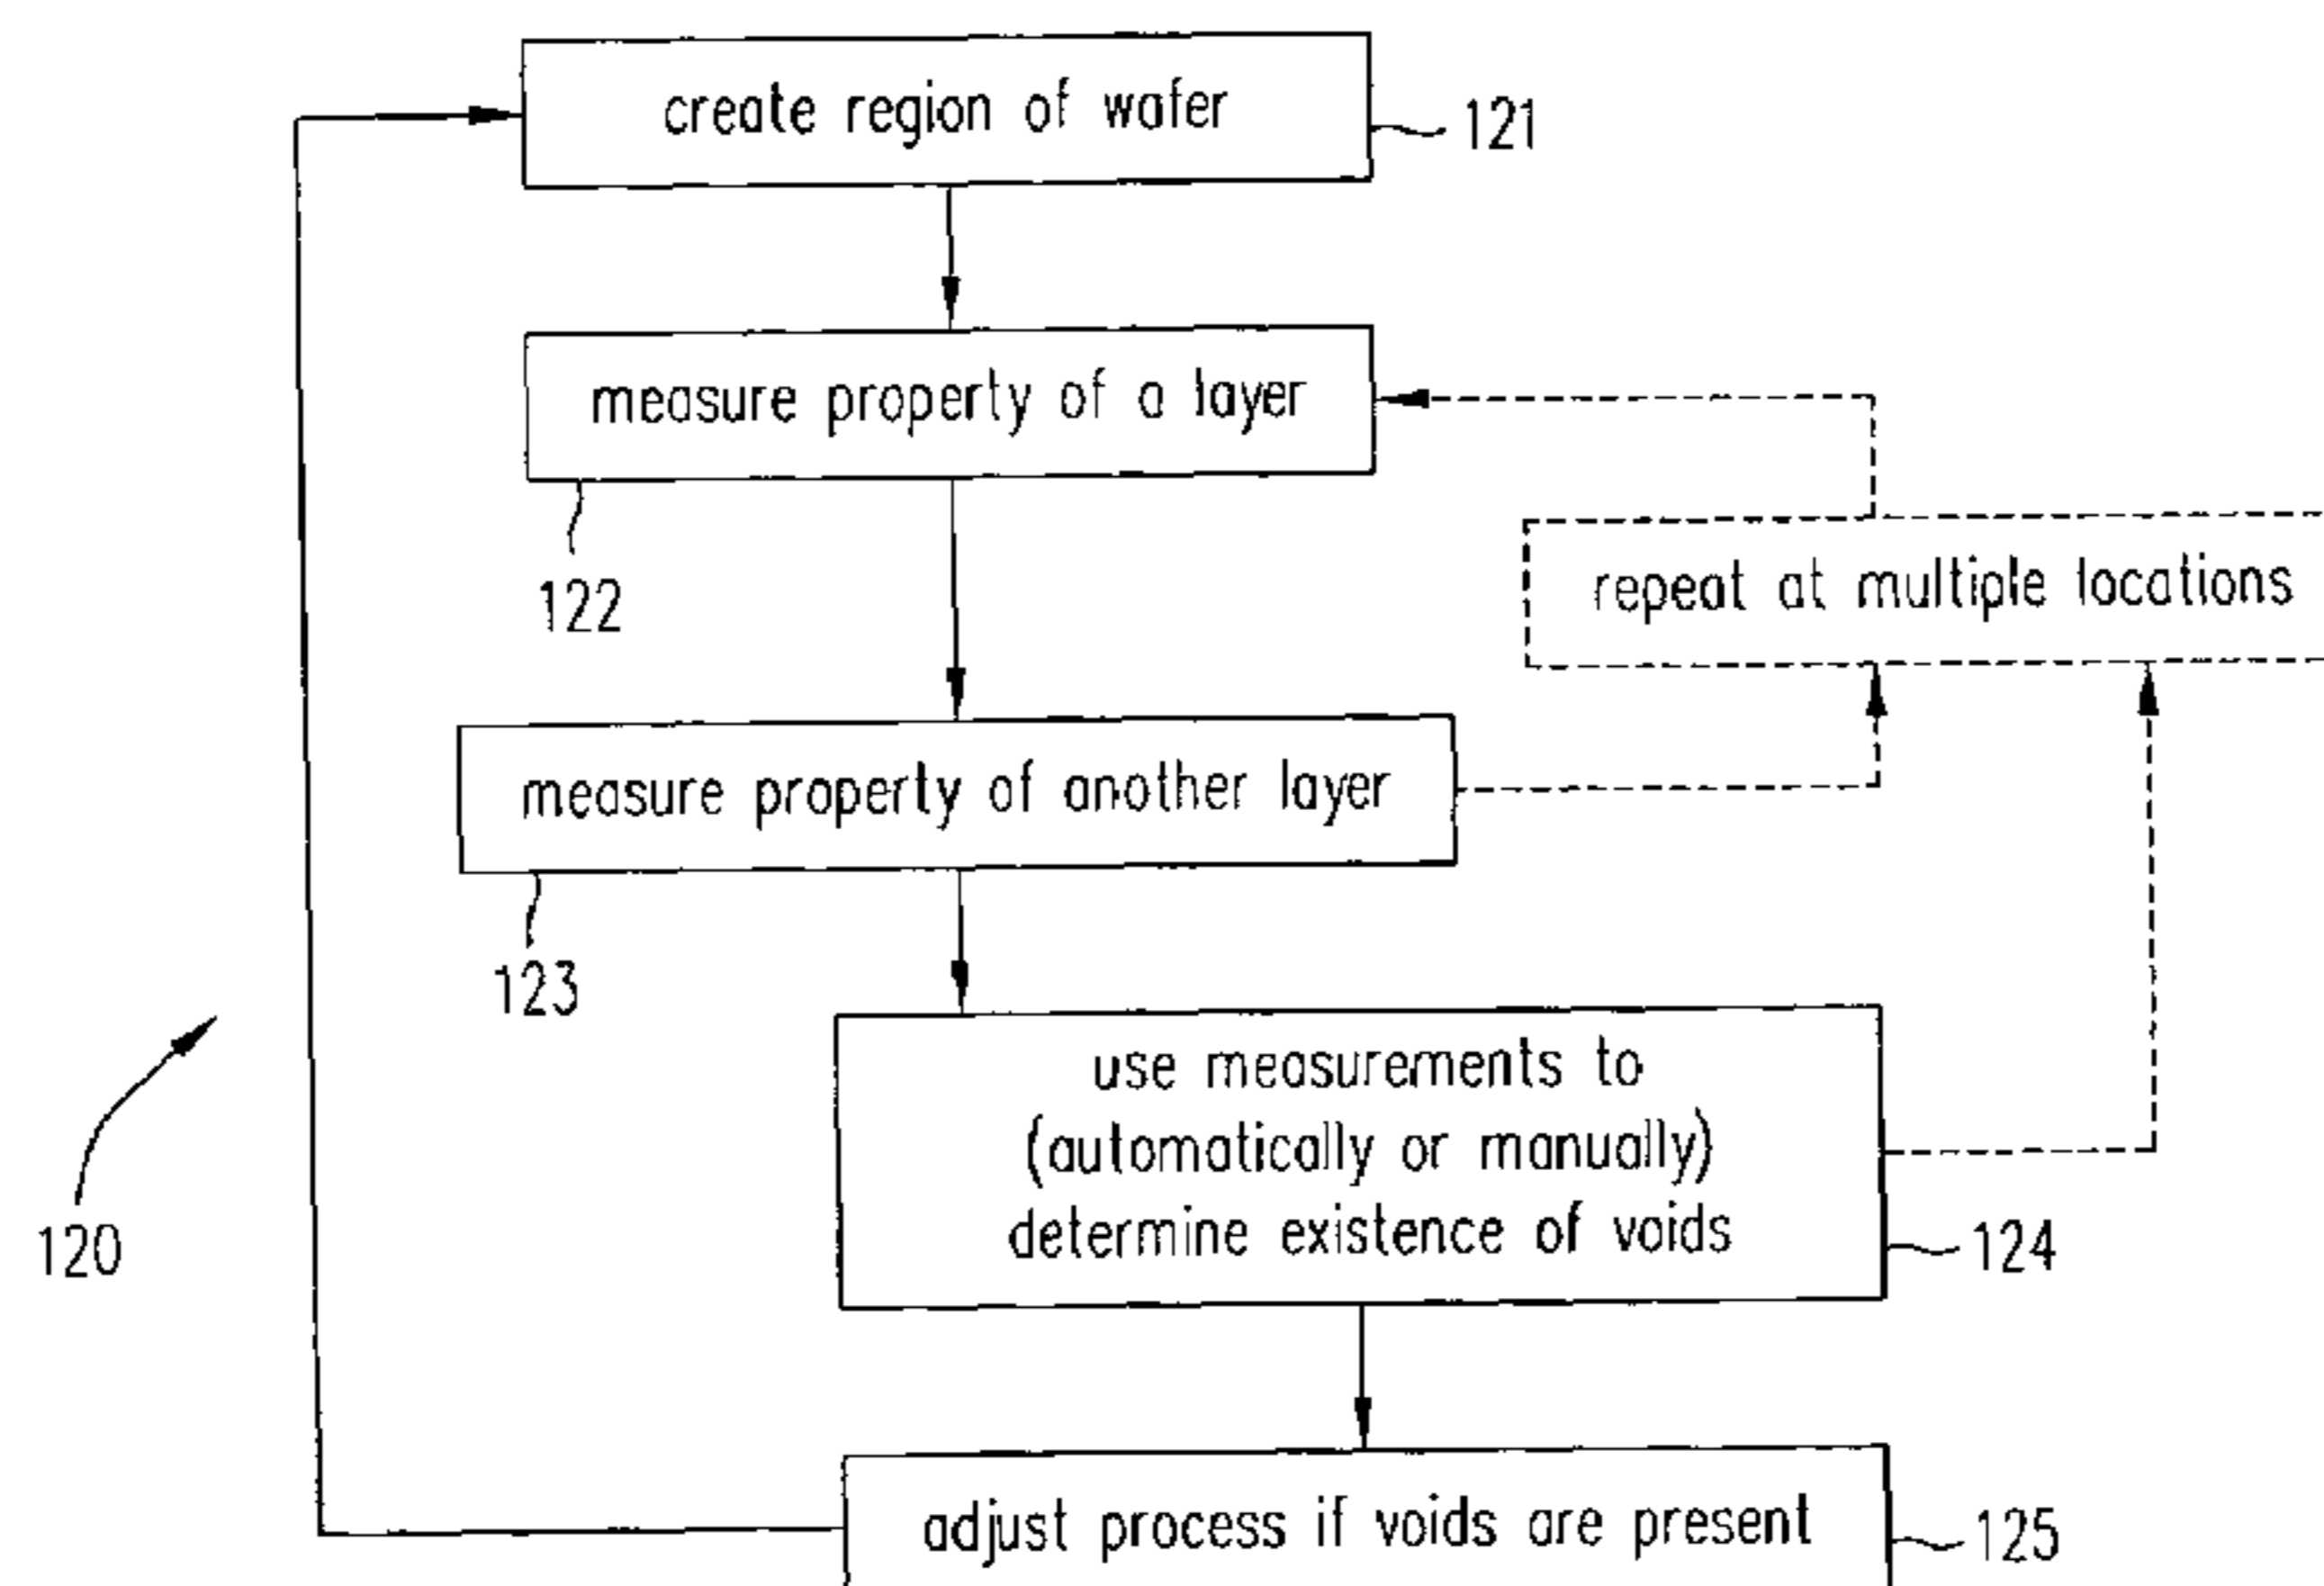 create region of wafer
121
measure property of a layer
122
repeat at multiple locations
measure property of another layer
123
use measurements to
(automatically or manually)
determine existence of voids
120
124
adjust process if voids are present
125